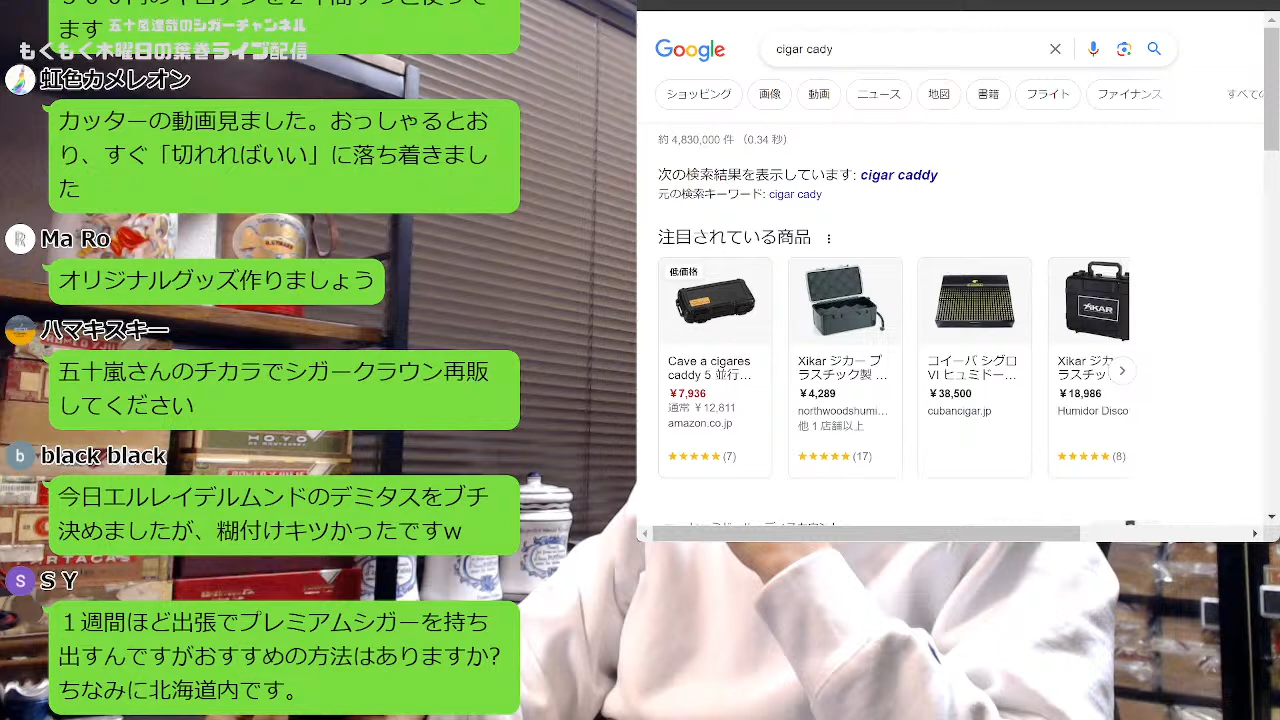 ます
五十嵐達哉のシガーチャンネル
もくもく木曜日の葉巻ライブ配信
虹色カメレオン
カッターの動画見ました。おっしゃるとお
り、すぐ「切れればいい」に落ち着きまし
た
Ma Ro
オリジナルグッズ作りましょう
ハマキスキー
五十嵐さんのチカラでシガークラウン再販
してください
black black
今日エルレイデルムンドのデミタスをブチ
決めましたが、糊付けキツかったですw
S Y
１週間ほど出張でプレミアムシガーを持ち
出すんですがおすすめの方法はありますか?
ちなみに北海道内です。
HOYO
Google
cigar cady
ショッピング 画像 動画 ニュース 地図 書籍 フライト ファイナンス すべての
約 4,830,000 件 （0.34 秒）
次の検索結果を表示しています: cigar caddy
元の検索キーワード: cigar cady
注目されている商品
低価格
Cave a cigares
caddy 5 並行…
￥7,936
通常 ￥12,811
amazon.co.jp
(7)
Xikar ジカー プ
ラスチック製 …
￥4,289
northwoodshumi…
他 1 店舗以上
(17)
コイーバ シグロ
VI ヒュミドー…
￥38,500
cubancigar.jp
XIKAR
Xikar ジカ
ラスチッ
￥18,986
Humidor Disco
(8)